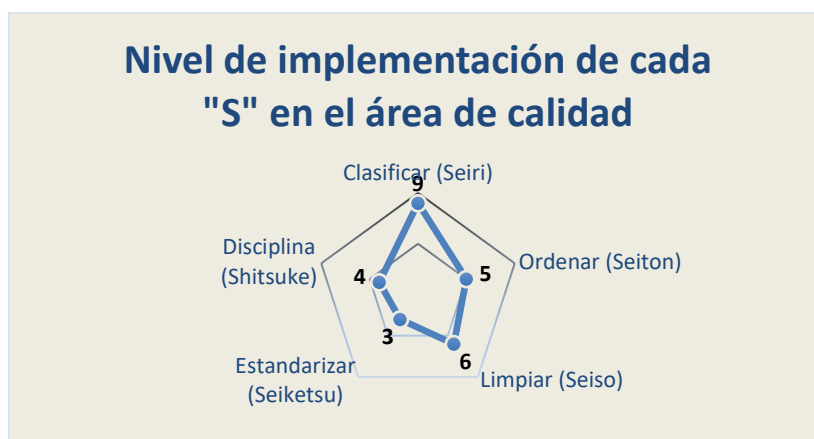 Nivel de implementación de cada
"S" en el área de calidad
Clasificar (Seiri)
9
Ordenar (Seiton)
5
Limpiar (Seiso)
6
Estandarizar
(Seiketsu)
3
Disciplina
(Shitsuke)
4